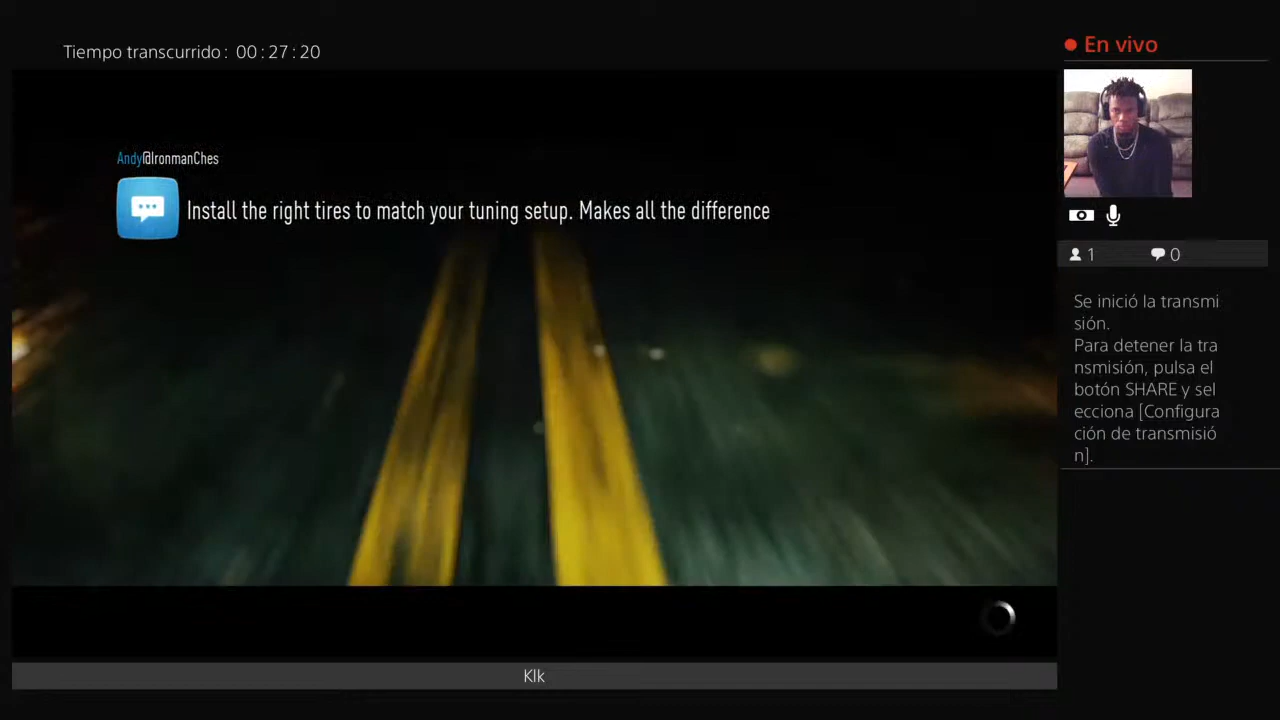 Tiempo transcurrido: 00:27:20
En vivo
Andy@IronmanChes
Install the right tires to match your tuning setup. Makes all the difference
1 0
Se inició la transmi
sión.
Para detener la tra
nsmisión, pulsa el
botón SHARE y sel
ecciona [Configura
ción de transmisió
n].
Klk